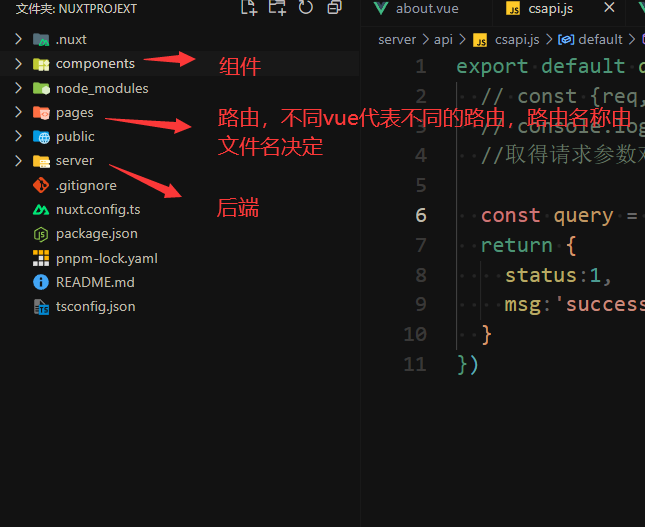 文件夹: NUXTPROJEXT
about.vue
csapi.js
server > api > csapi.js > default >
.nuxt
components
node_modules
pages
public
server
.gitignore
nuxt.config.ts
package.json
pnpm-lock.yaml
README.md
tsconfig.json
组件
路由，不同vue代表不同的路由，路由名称由
文件名决定
后端
1 export default d
2 // const {req,
3 // console.log
4 //取得请求参数对
5
6 const query =
7 return {
8 status:1,
9 msg:'success
10 }
11 })